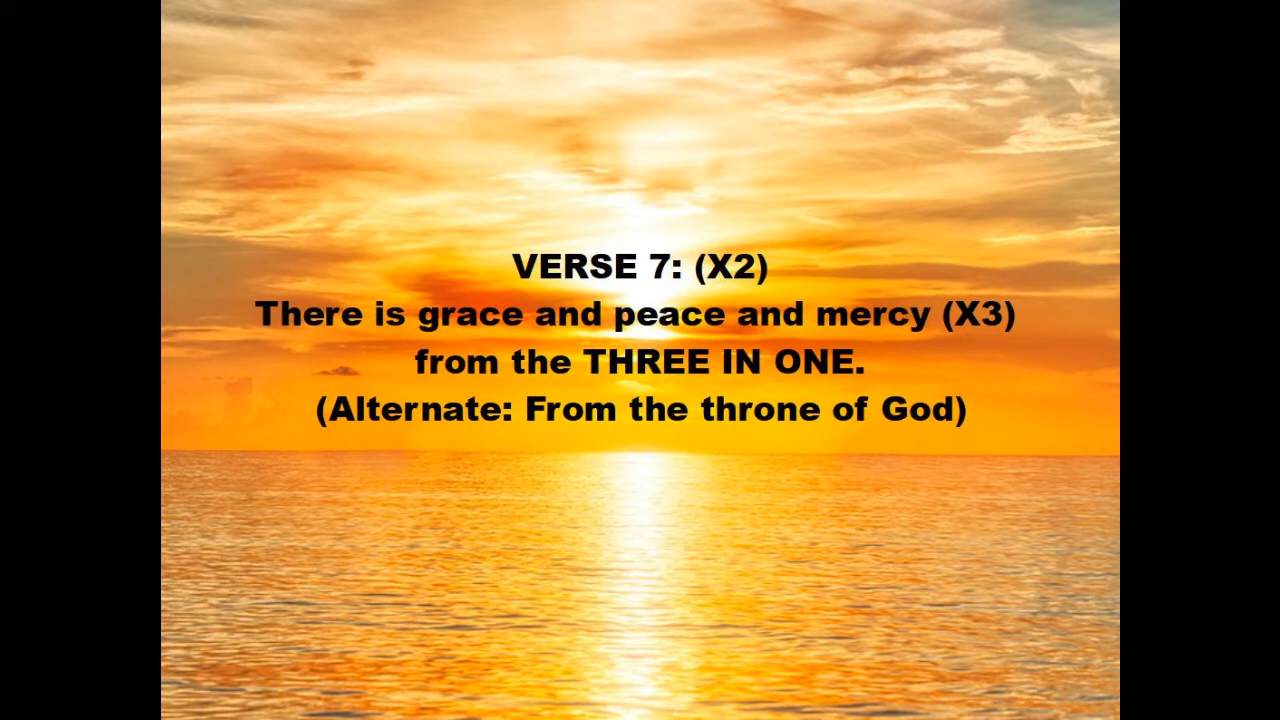 VERSE 7: (X2)
There is grace and peace and mercy (X3)
from the THREE IN ONE.
(Alternate: From the throne of God)